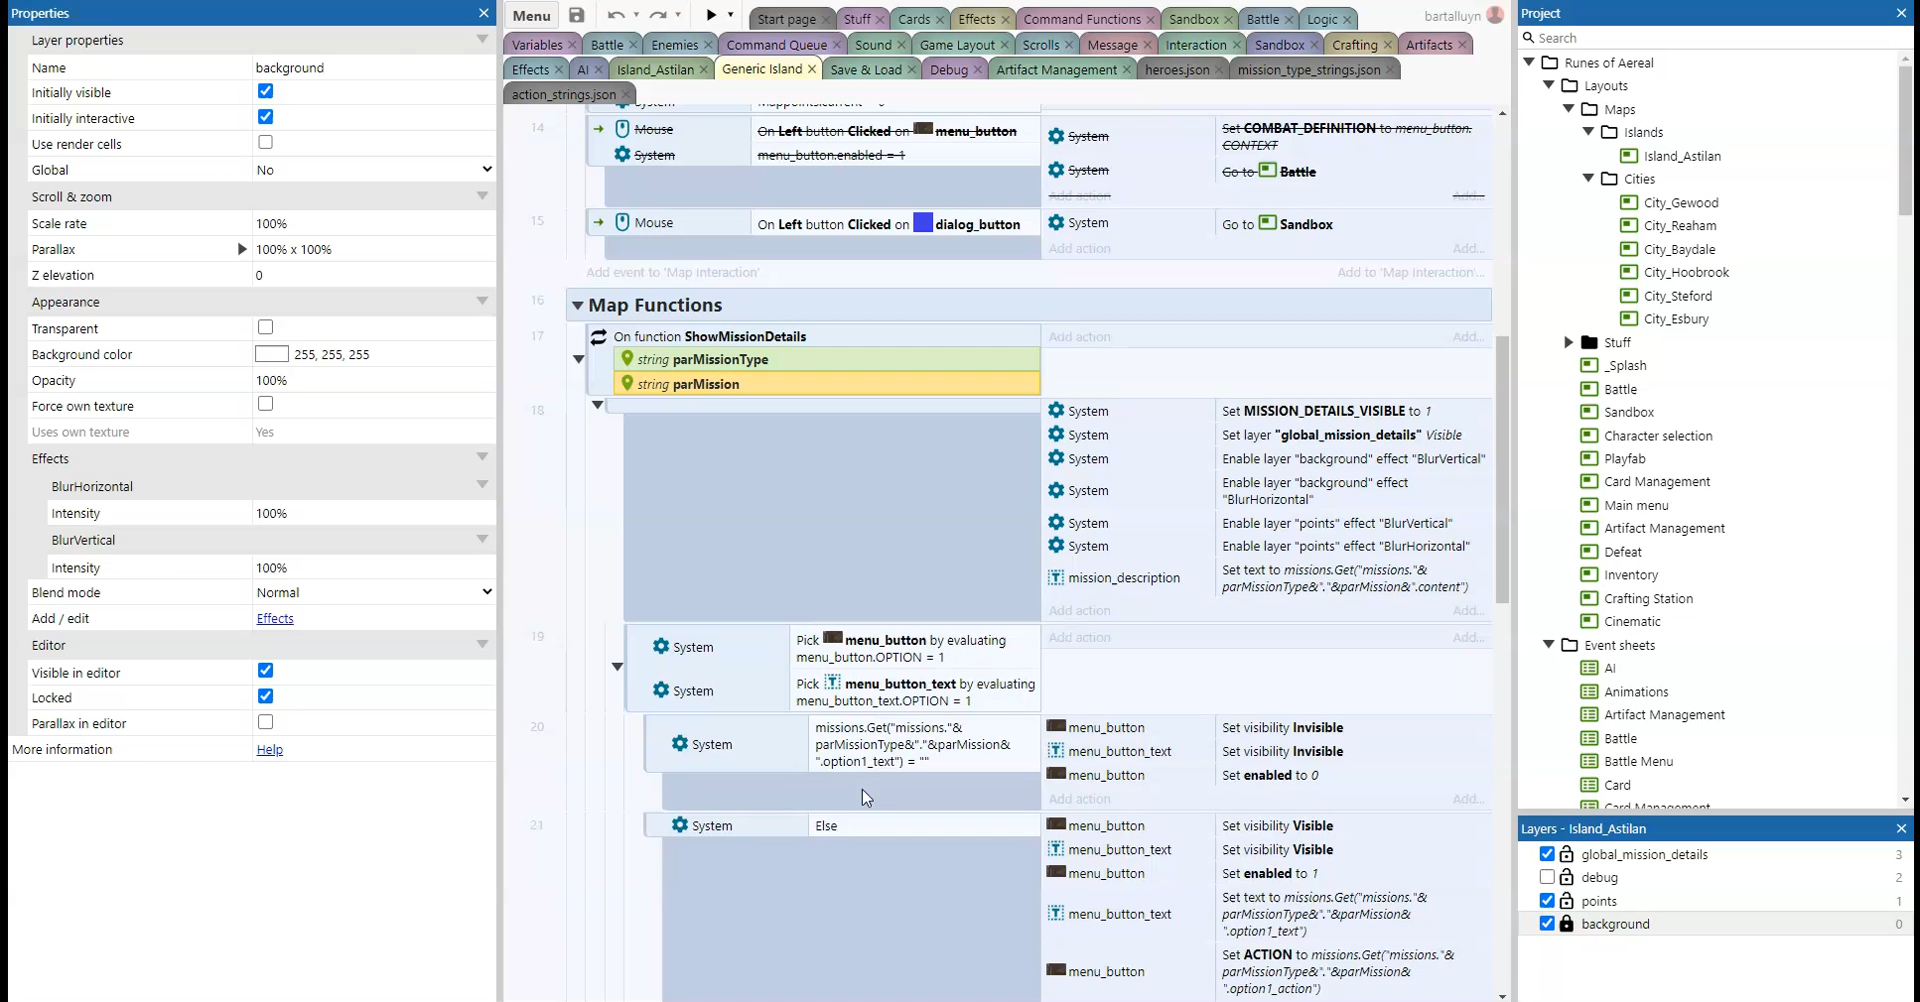 Properties
Layer properties
Name background
Initially visible
Initially interactive
Use render cells
Global No
Scroll & zoom
Scale rate 100%
Parallax 100% x 100%
Z elevation 0
Appearance
Transparent
Background color 255, 255, 255
Opacity 100%
Force own texture
Uses own texture Yes
Effects
BlurHorizontal
Intensity 100%
BlurVertical
Intensity 100%
Blend mode Normal
Add / edit Effects
Editor
Visible in editor
Locked
Parallax in editor
More information Help
Menu
Start page Stuff Cards Effects Command Functions Sandbox Battle Logic bartalluyn
Variables Battle Enemies Command Queue Sound Game Layout Scrolls Message Interaction Sandbox Crafting Artifacts
Effects AI Island_Astilan Generic Island Save & Load Debug Artifact Management heroes.json mission_type_strings.json
action_strings.json
14 Mouse On Left button Clicked on menu_button System Set COMBAT_DEFINITION to menu_button.
CONTEXT
System menu_button.enabled = 1
System Go to Battle
Add action Add...
15 Mouse On Left button Clicked on dialog_button System Go to Sandbox
Add action Add...
Add event to 'Map interaction' Add to 'Map interaction'...
16 Map Functions
17 On function ShowMissionDetails Add action Add...
string parMissionType
string parMission
18 System Set MISSION_DETAILS_VISIBLE to 1
System Set layer "global_mission_details" Visible
System Enable layer "background" effect "BlurVertical"
System Enable layer "background" effect
"BlurHorizontal"
System Enable layer "points" effect "BlurVertical"
System Enable layer "points" effect "BlurHorizontal"
mission_description Set text to missions.Get("missions."&
parMissionType&"."&parMission&".content")
Add action Add...
19 System Pick menu_button by evaluating
menu_button.OPTION = 1
Add action Add...
System Pick menu_button_text by evaluating
menu_button_text.OPTION = 1
20 System missions.Get("missions."&
parMissionType&"."&parMission&
".option1_text") = ""
menu_button Set visibility Invisible
menu_button_text Set visibility Invisible
menu_button Set enabled to 0
Add action Add...
21 System Else menu_button Set visibility Visible
menu_button_text Set visibility Visible
menu_button Set enabled to 1
menu_button_text Set text to missions.Get("missions."&
parMissionType&"."&parMission&
".option1_text")
menu_button Set ACTION to missions.Get("missions."&
parMissionType&"."&parMission&
".option1_action")
Project
Search
Runes of Aereal
Layouts
Maps
Islands
Island_Astilan
Cities
City_Gewood
City_Reaham
City_Baydale
City_Hoobrook
City_Steford
City_Esbury
Stuff
_Splash
Battle
Sandbox
Character selection
Playfab
Card Management
Main menu
Artifact Management
Defeat
Inventory
Crafting Station
Cinematic
Event sheets
AI
Animations
Artifact Management
Battle
Battle Menu
Card
Card Management
Layers - Island_Astilan
global_mission_details 3
debug 2
points 1
background 0